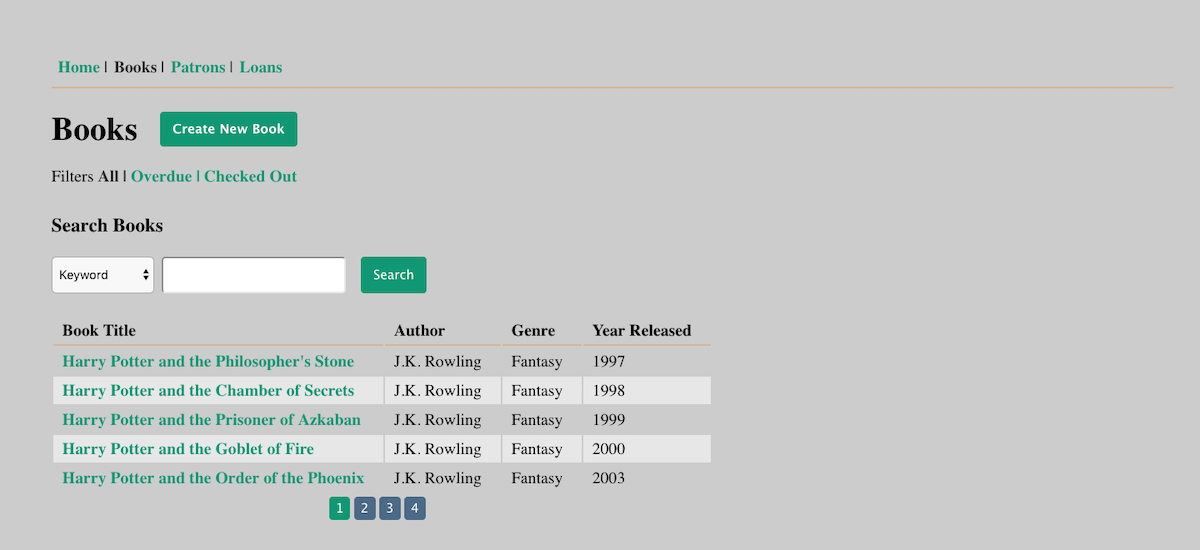 Home | Books | Patrons | Loans
Books Create New Book
Filters All | Overdue | Checked Out
Search Books
Keyword Search
Book Title Author Genre Year Released
Harry Potter and the Philosopher's Stone J.K. Rowling Fantasy 1997
Harry Potter and the Chamber of Secrets J.K. Rowling Fantasy 1998
Harry Potter and the Prisoner of Azkaban J.K. Rowling Fantasy 1999
Harry Potter and the Goblet of Fire J.K. Rowling Fantasy 2000
Harry Potter and the Order of the Phoenix J.K. Rowling Fantasy 2003
1 2 3 4